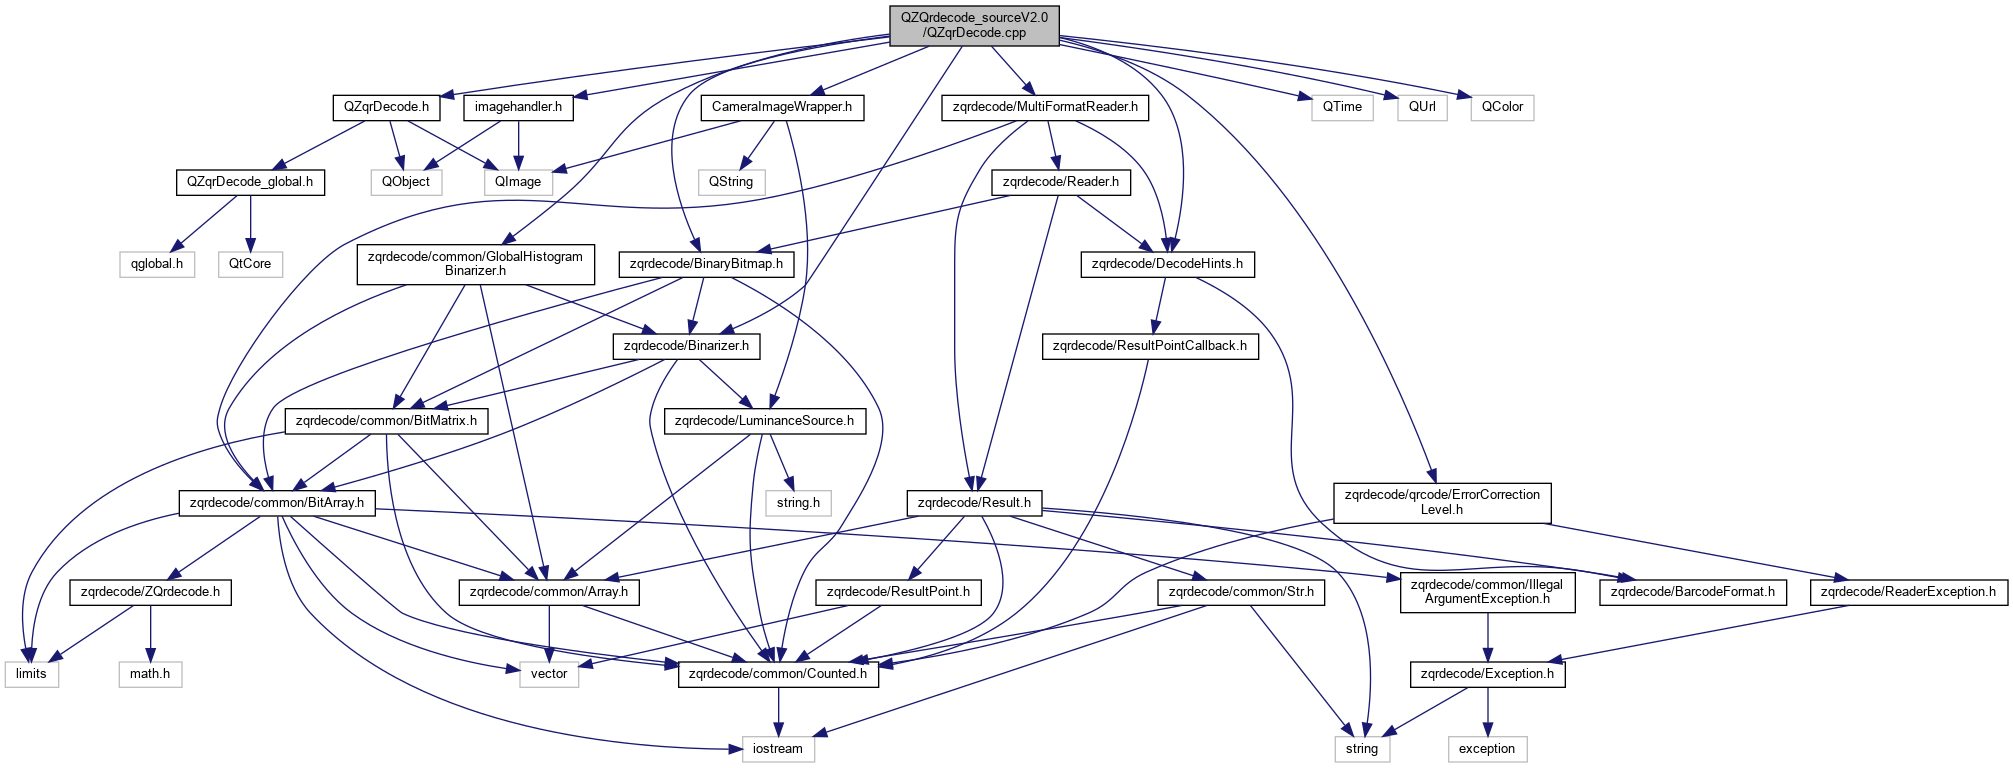 QZQrdecode_sourceV2.0
/QZqrDecode.cpp
QZqrDecode.h
imagehandler.h
CameraImageWrapper.h
zqrdecode/MultiFormatReader.h
QTime
QUrl
QColor
QZqrDecode_global.h
QObject
QImage
QString
zqrdecode/Reader.h
qglobal.h
QtCore
zqrdecode/common/GlobalHistogram
Binarizer.h
zqrdecode/BinaryBitmap.h
zqrdecode/DecodeHints.h
zqrdecode/Binarizer.h
zqrdecode/ResultPointCallback.h
zqrdecode/common/BitMatrix.h
zqrdecode/LuminanceSource.h
zqrdecode/common/BitArray.h
string.h
zqrdecode/Result.h
zqrdecode/qrcode/ErrorCorrection
Level.h
zqrdecode/ZQrdecode.h
zqrdecode/common/Array.h
zqrdecode/ResultPoint.h
zqrdecode/common/Str.h
zqrdecode/common/Illegal
ArgumentException.h
zqrdecode/BarcodeFormat.h
zqrdecode/ReaderException.h
limits
math.h
vector
zqrdecode/common/Counted.h
zqrdecode/Exception.h
iostream
string
exception